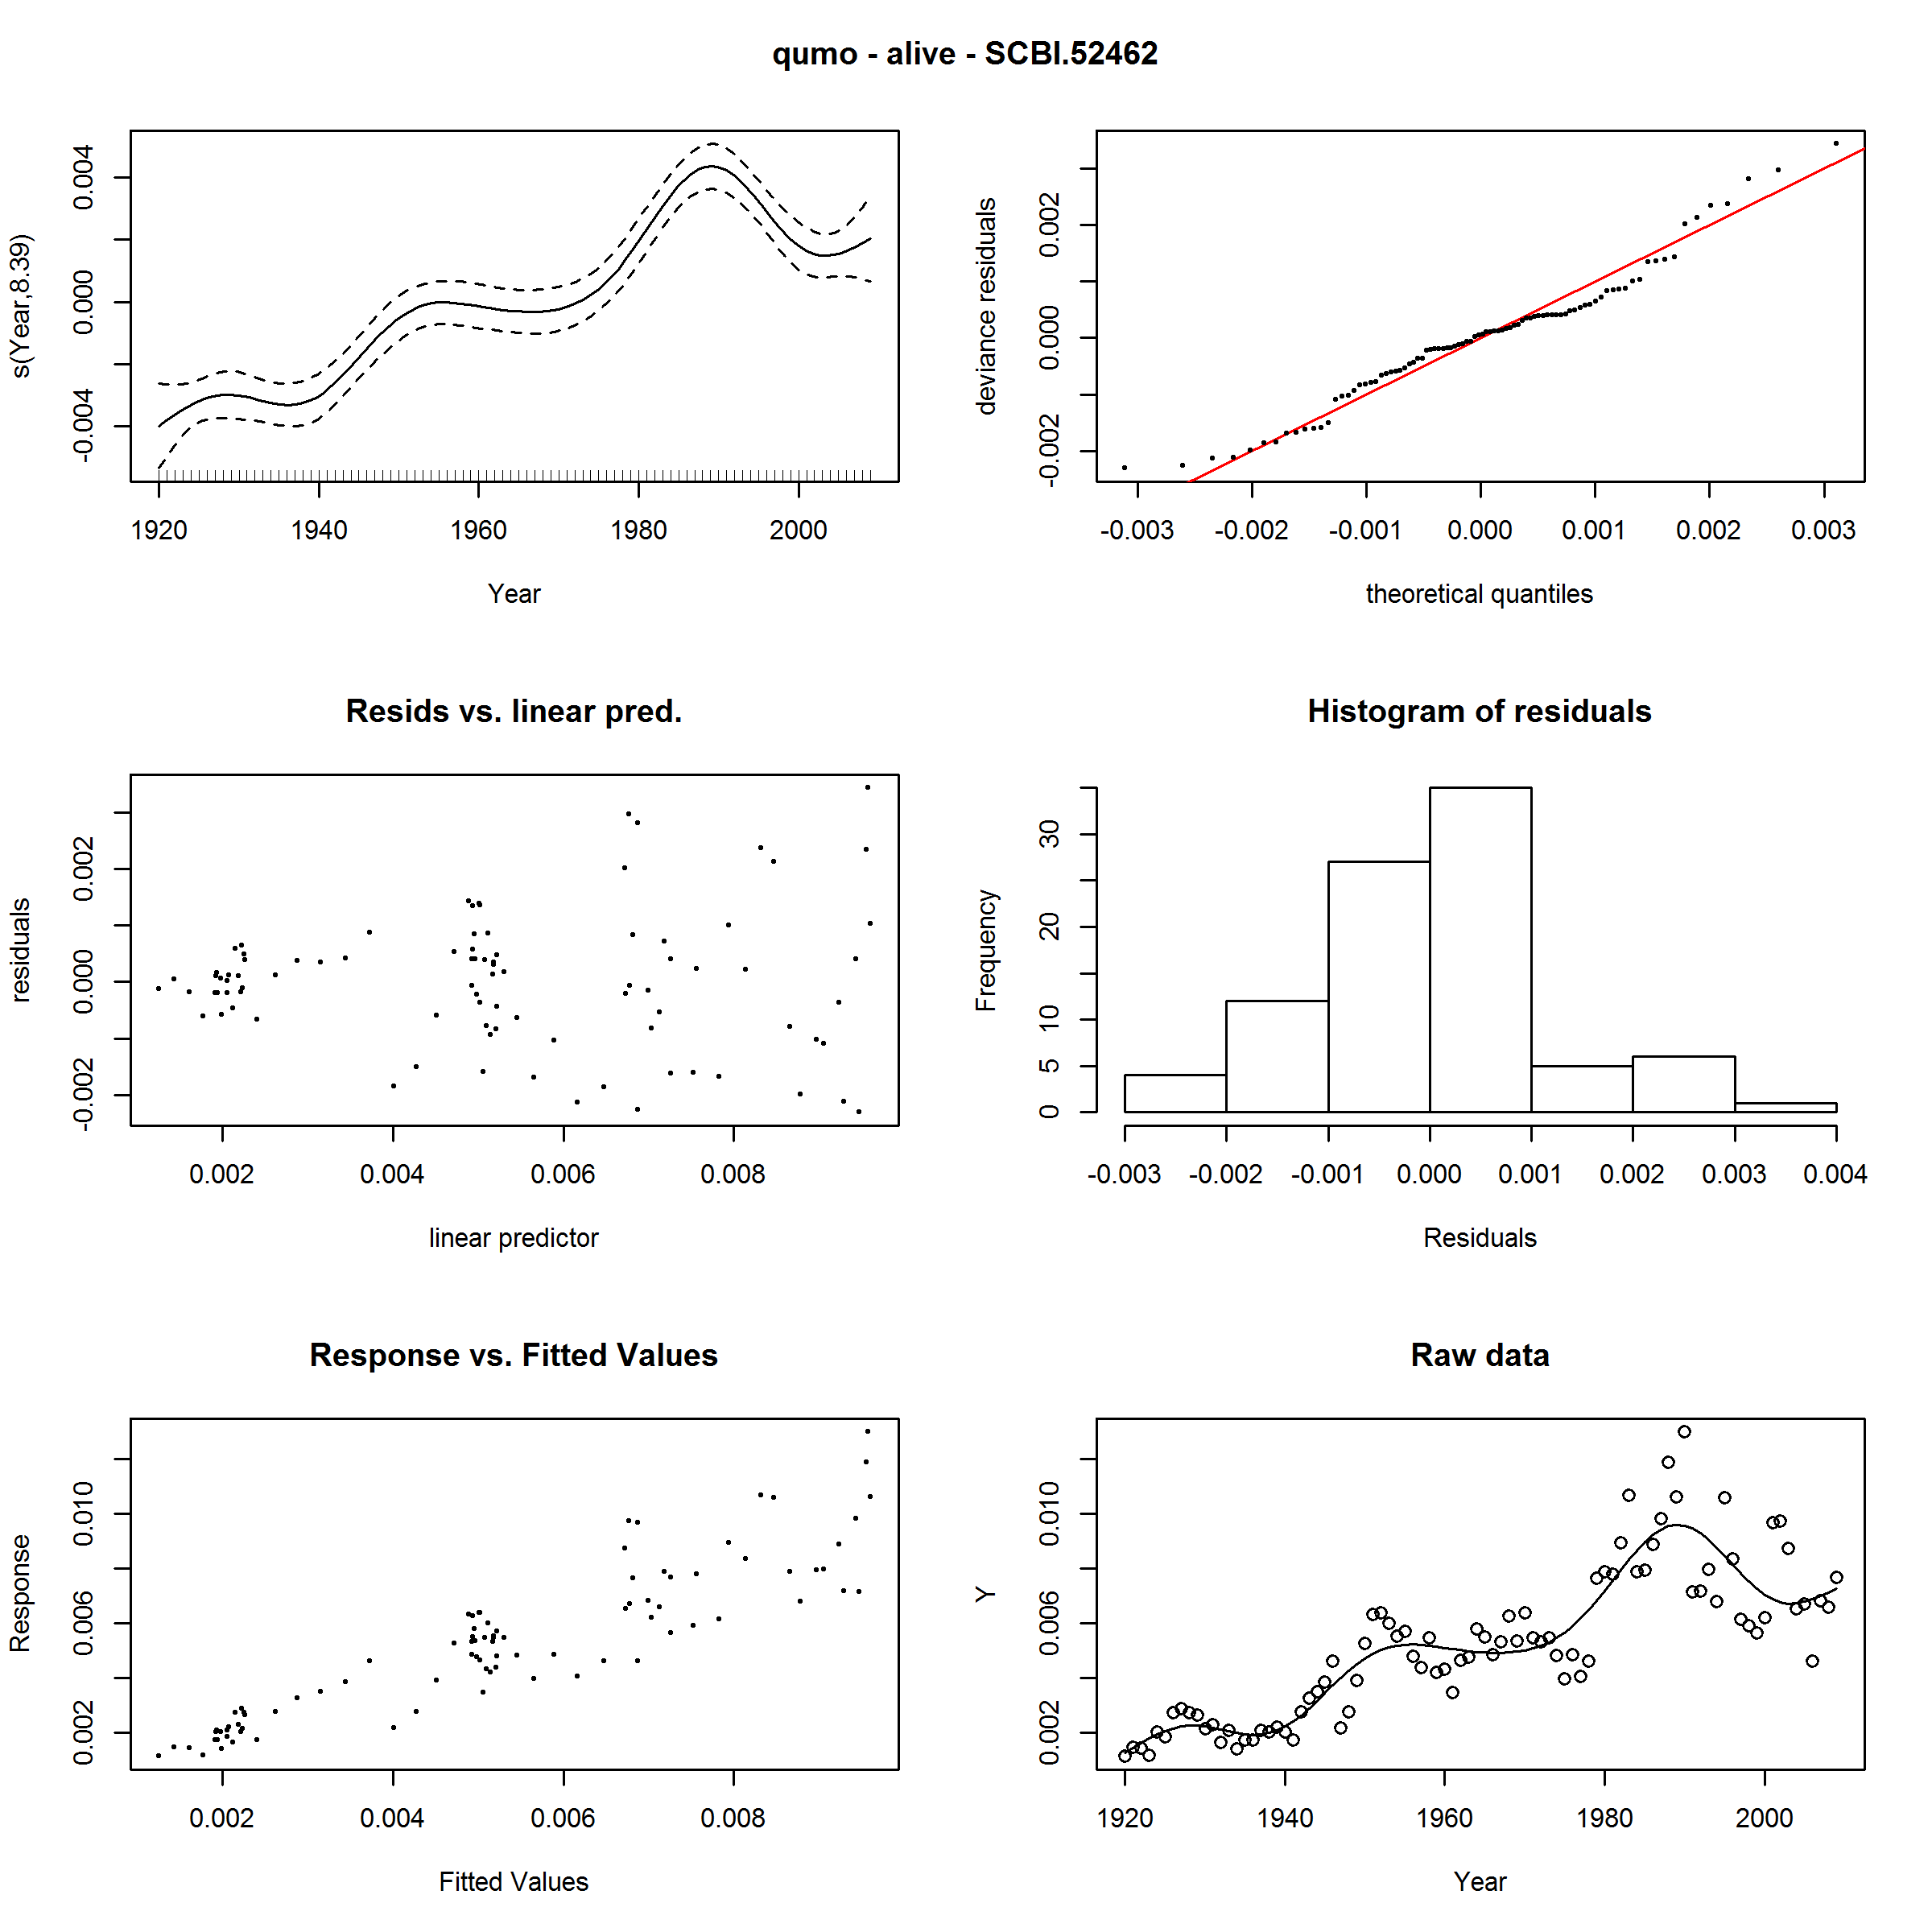 qumo - alive - SCBI.52462
s(Year,8.39)
-0.004 0.000 0.004
1920 1940 1960 1980 2000
Year
deviance residuals
-0.002 0.000 0.002
-0.003 -0.002 -0.001 0.000 0.001 0.002 0.003
theoretical quantiles
Resids vs. linear pred.
residuals
-0.002 0.000 0.002
0.002 0.004 0.006 0.008
linear predictor
Histogram of residuals
Frequency
0 5 10 20 30
-0.003 -0.002 -0.001 0.000 0.001 0.002 0.003 0.004
Residuals
Response vs. Fitted Values
Response
0.002 0.006 0.010
0.002 0.004 0.006 0.008
Fitted Values
Raw data
Y
0.002 0.006 0.010
1920 1940 1960 1980 2000
Year